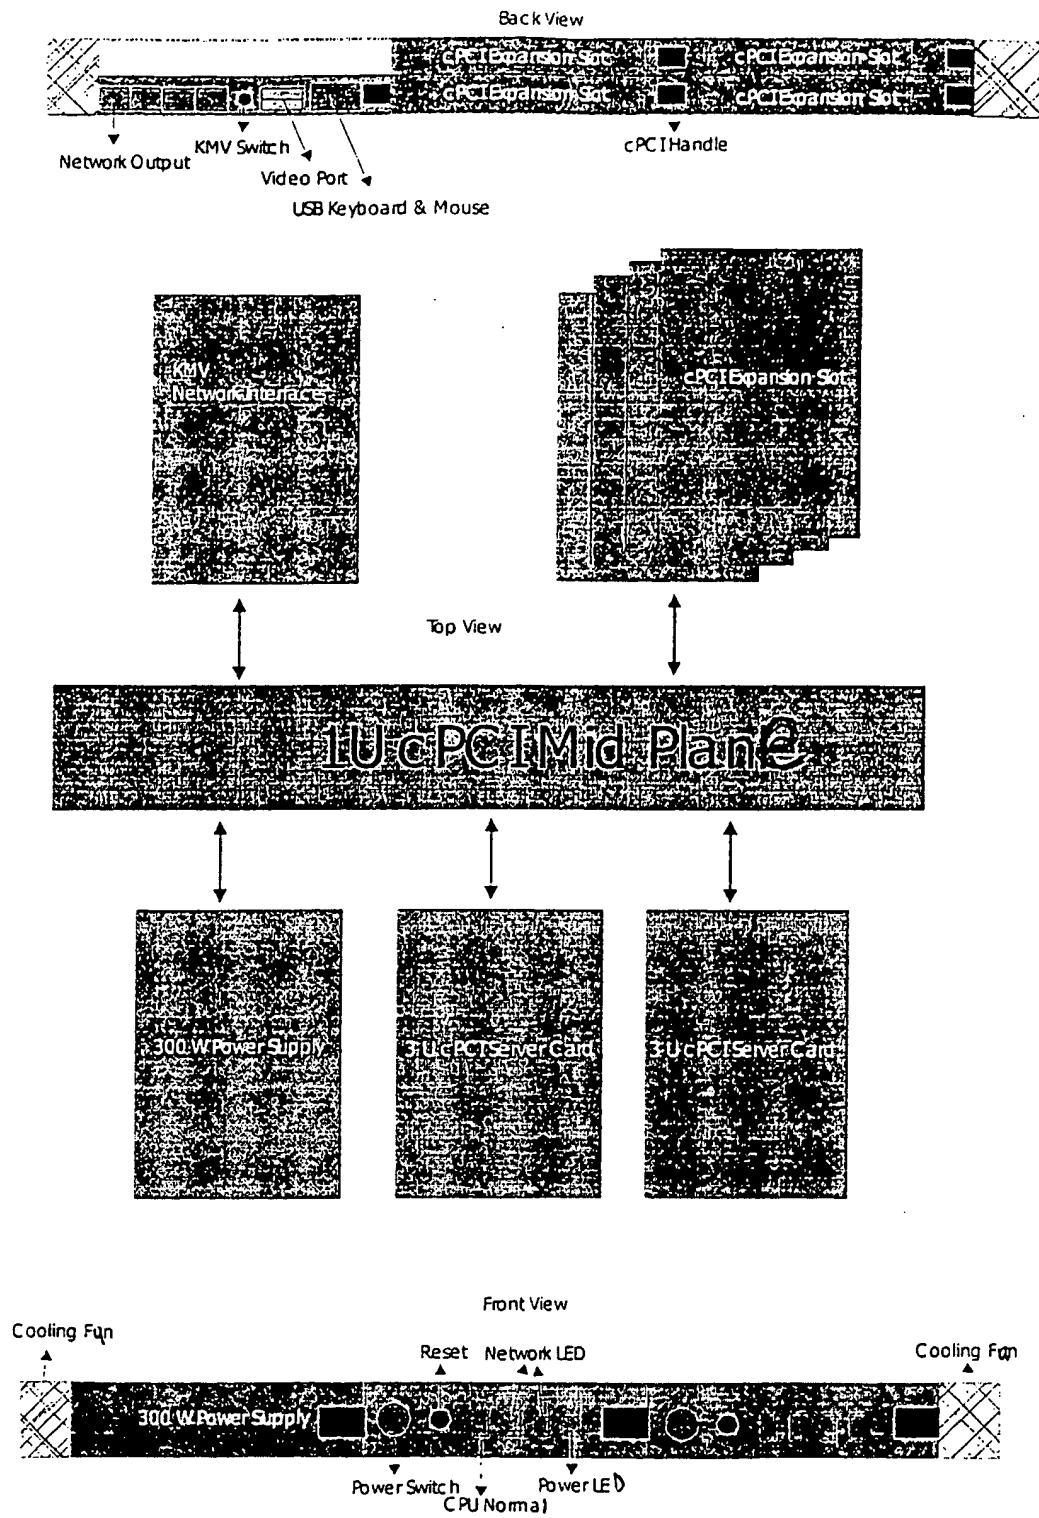 Back View
cPCI Expansion Slot cPCI Expansion Slot
cPCI Expansion Slot cPCI Expansion Slot
Network Output
KMV Switch
cPCI Handle
Video Port
USB Keyboard & Mouse
KMV
Network Interface
cPCI Expansion Slot
Top View
1U cPCI Mid Plane
300 W Power Supply
3 U cPCI Server Card
3 U cPCI Server Card
Front View
Cooling Fan
Reset
Network LED
Cooling Fan
300 W Power Supply
Power Switch
Power LED
CPU Normal